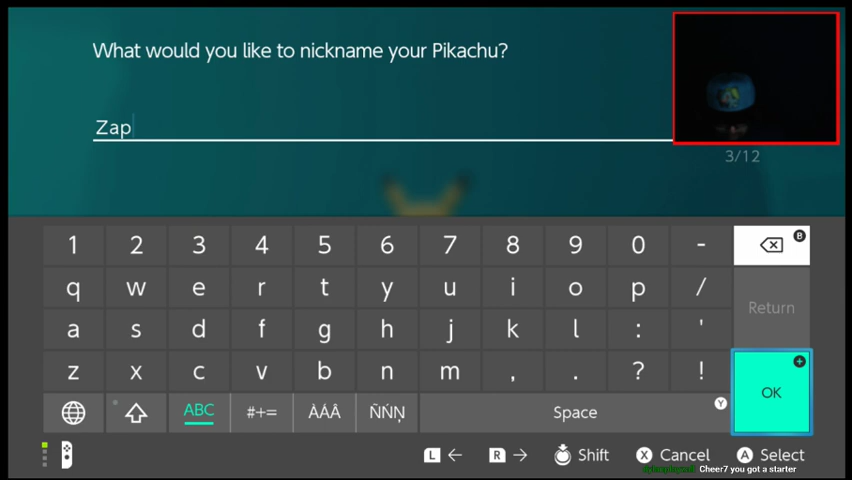 What would you like to nickname your Pikachu?
Zap
3/12
1 2 3 4 5 6 7 8 9 0 - B
q w e r t y u i o p / Return
a s d f g h j k l : '
z x c v b n m , . ? ! + OK
ABC #+= ÀÁÂ ÑŃŅ Space Y
L ← R → Shift X Cancel A Select
Cheer7 you got a starter